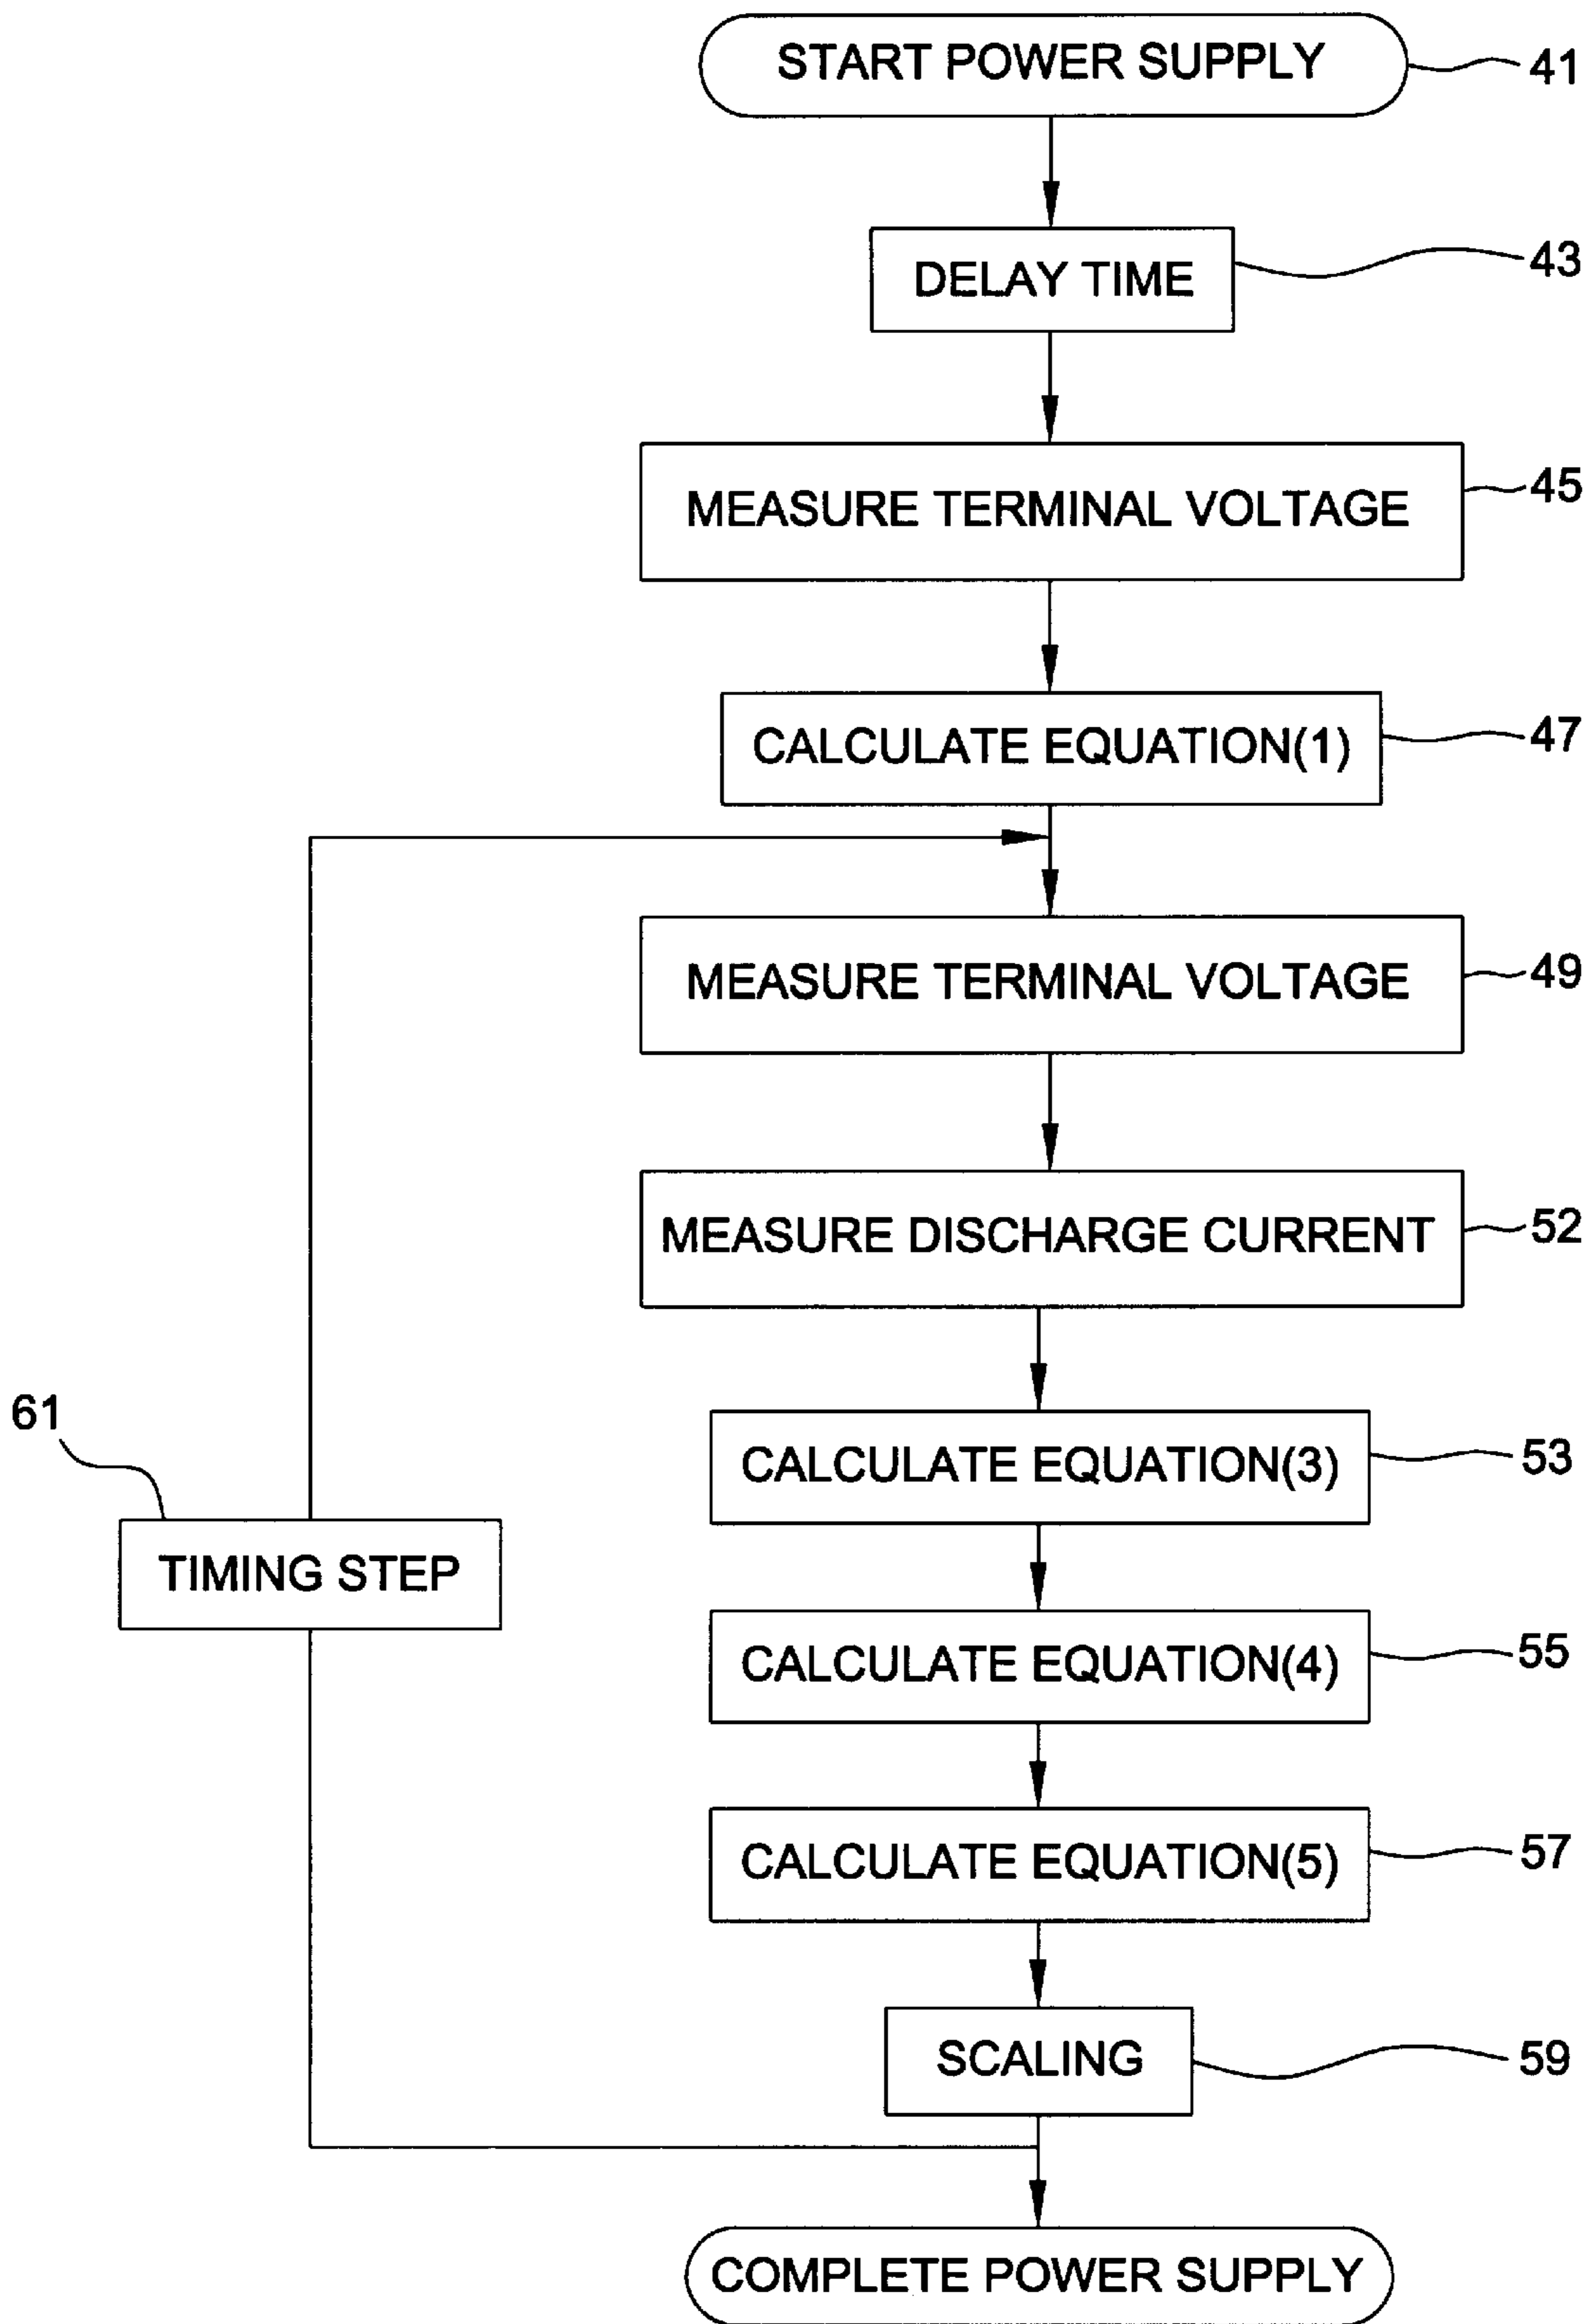 START POWER SUPPLY
41
DELAY TIME
43
MEASURE TERMINAL VOLTAGE
45
CALCULATE EQUATION(1)
47
MEASURE TERMINAL VOLTAGE
49
MEASURE DISCHARGE CURRENT
52
CALCULATE EQUATION(3)
53
61
TIMING STEP
CALCULATE EQUATION(4)
55
CALCULATE EQUATION(5)
57
SCALING
59
COMPLETE POWER SUPPLY